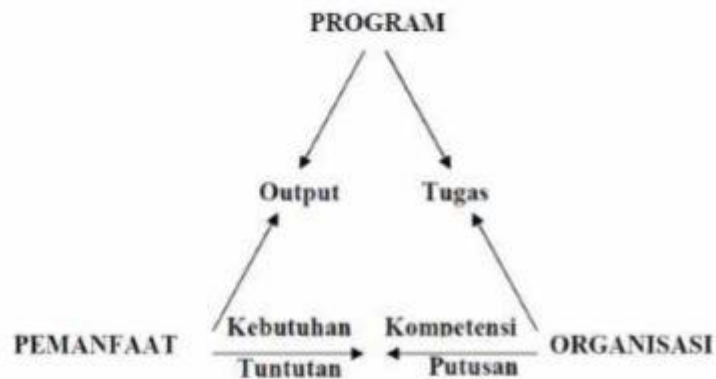 PROGRAM
Output Tugas
Kebutuhan Kompetensi
PEMANFAAT ORGANISASI
Tuntutan Putusan